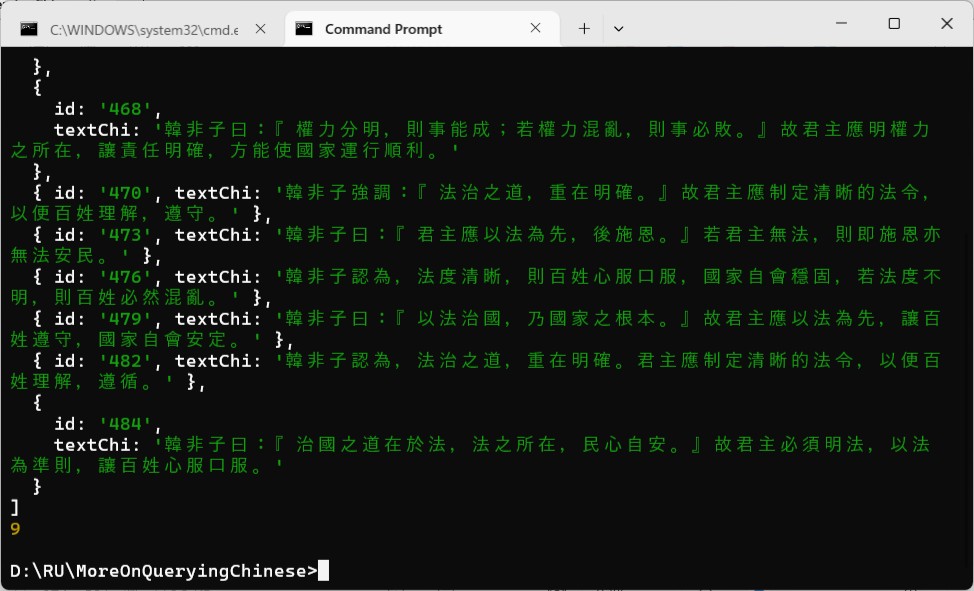 C:\WINDOWS\system32\cmd.e
Command Prompt
},
{
id: '468',
textChi: '韓非子曰：『 權力分明, 則事能成；若權力混亂, 則事必敗。』故君主應明權力
之所在, 讓責任明確, 方能使國家運行順利。'
},
{ id: '470', textChi: '韓非子強調：『 法治之道, 重在明確。』故君主應制定清晰的法令,
以便百姓理解, 遵守。' },
{ id: '473', textChi: '韓非子曰：『 君主應以法為先, 後施恩。』若君主無法, 則即施恩亦
無法安民。' },
{ id: '476', textChi: '韓非子認為, 法度清晰, 則百姓心服口服, 國家自會穩固, 若法度不
明, 則百姓必然混亂。' },
{ id: '479', textChi: '韓非子曰：『 以法治國, 乃國家之根本。』故君主應以法為先, 讓百
姓遵守, 國家自會安定。' },
{ id: '482', textChi: '韓非子認為, 法治之道, 重在明確。君主應制定清晰的法令, 以便百
姓理解, 遵循。' },
{
id: '484',
textChi: '韓非子曰：『 治國之道在於法, 法之所在, 民心自安。』故君主必須明法, 以法
為準則, 讓百姓心服口服。'
}
]
9
D:\RU\MoreOnQueryingChinese>